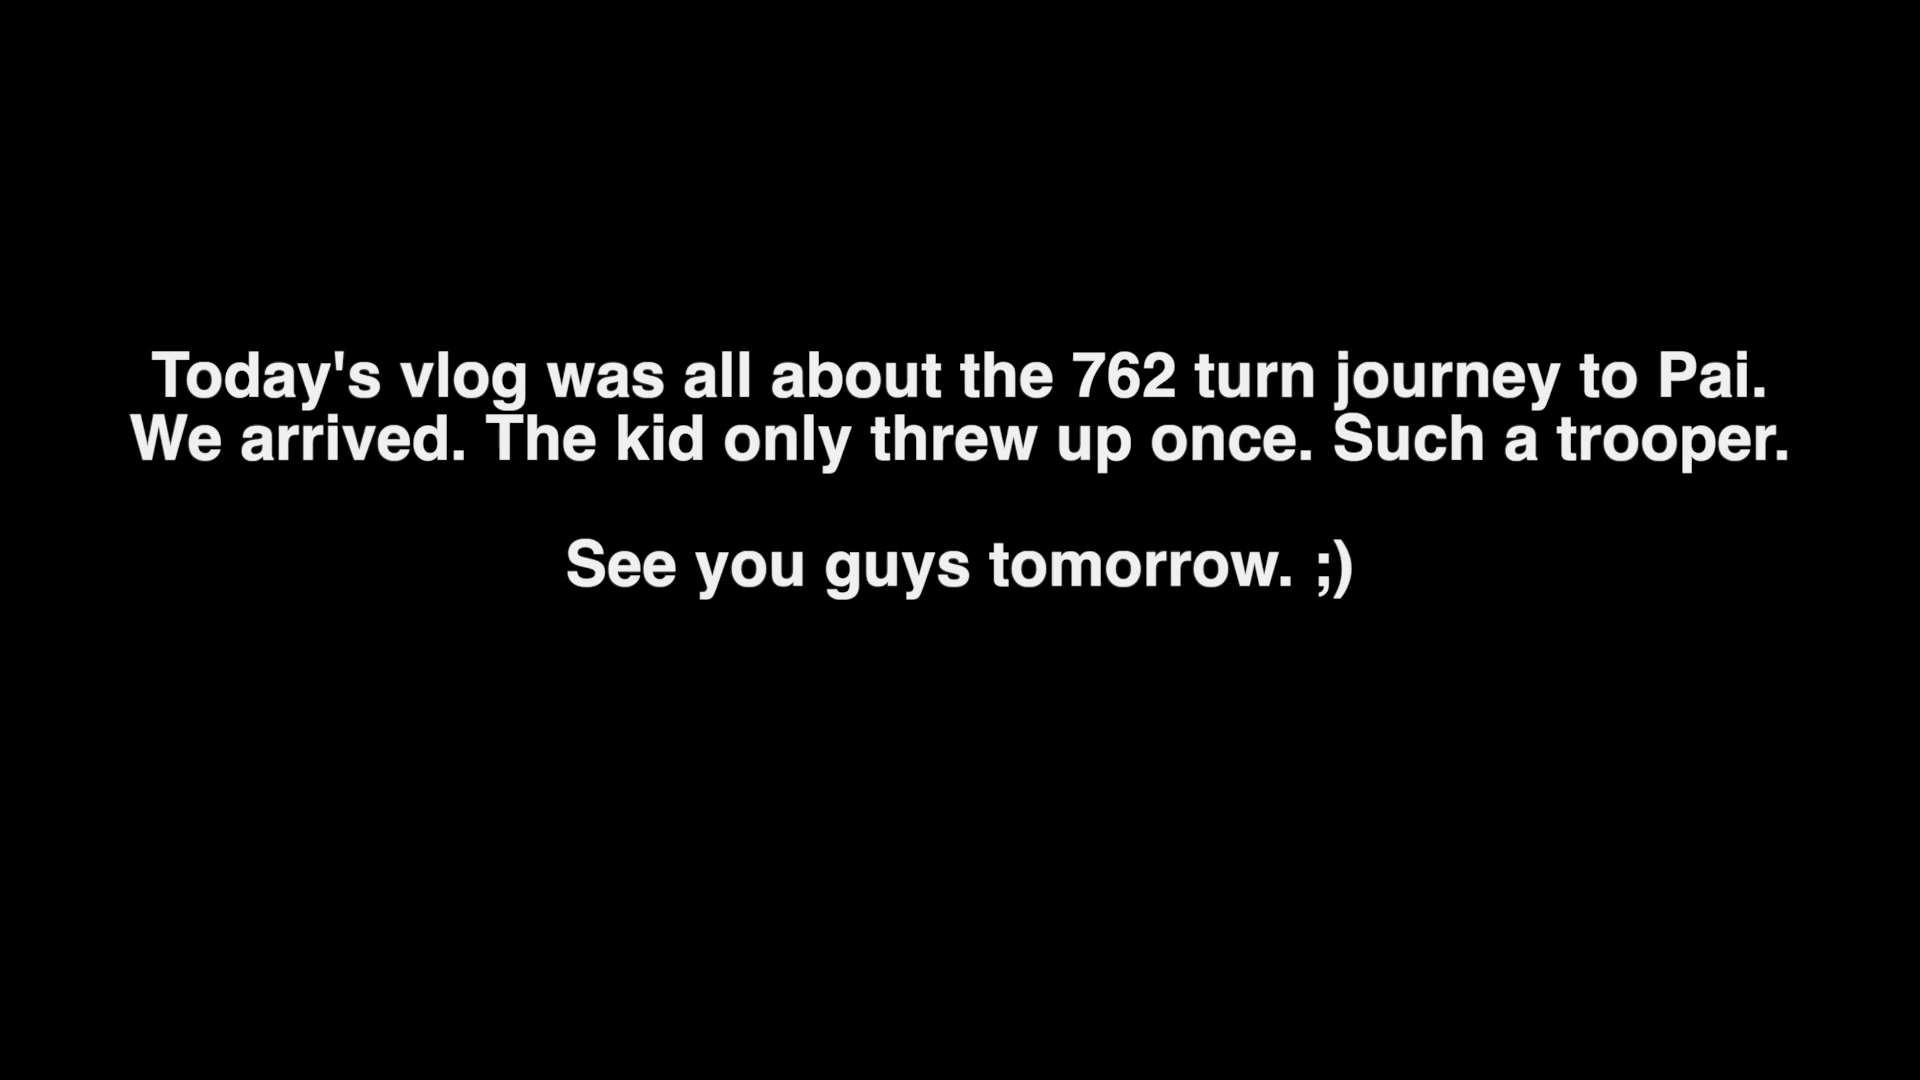 Today's vlog was all about the 762 turn journey to Pai.
We arrived. The kid only threw up once. Such a trooper.
See you guys tomorrow. ;)